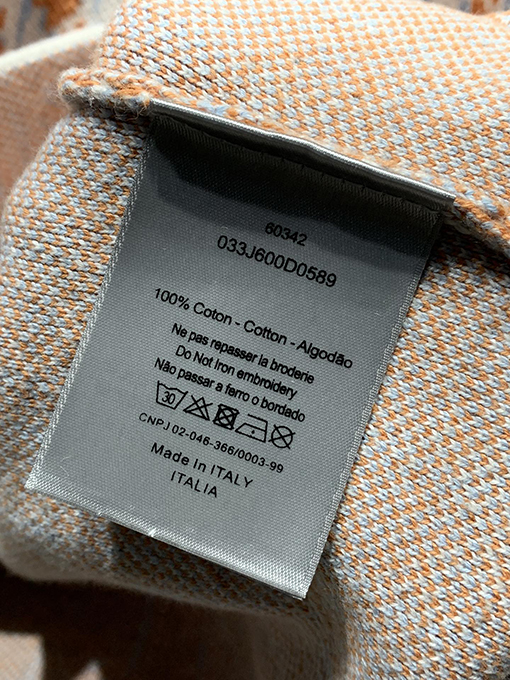 60342
033J600D0589
100% Coton - Cotton - Algodão
Ne pas repasser la broderie
Do Not Iron embroidery
Não passar a ferro o bordado
30
CNPJ 02-046-366/0003-99
Made in ITALY
ITALIA